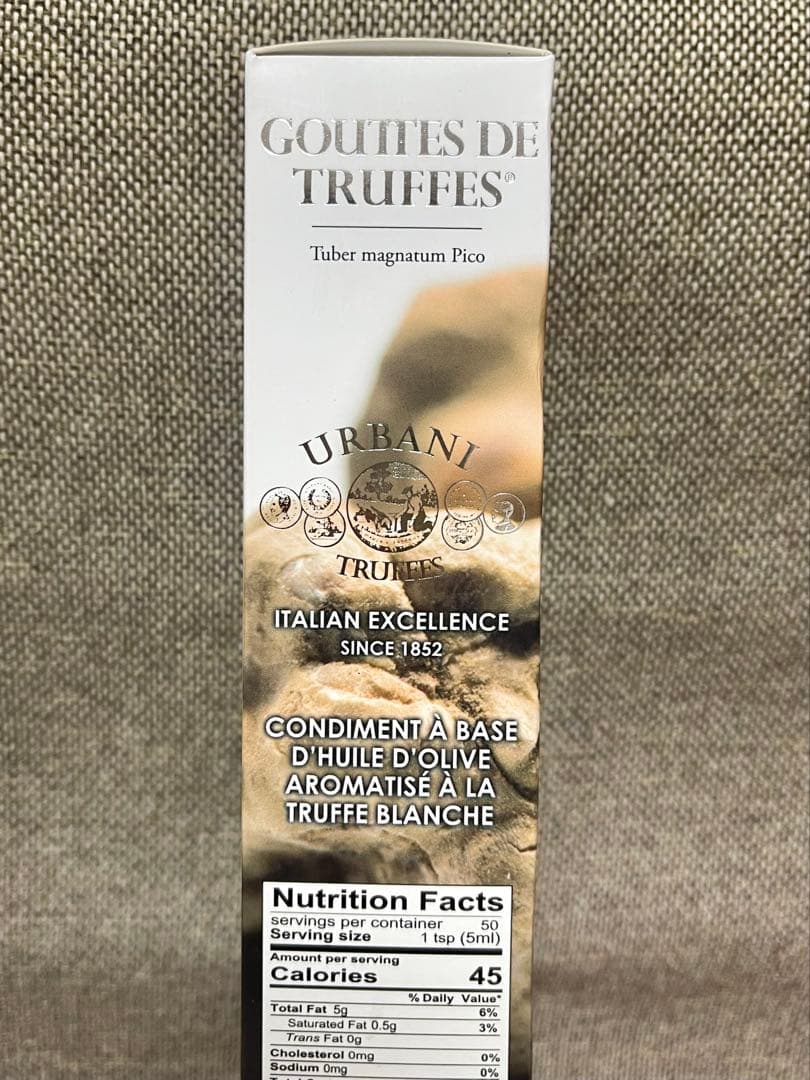 GOUTTES DE
TRUFFES®
Tuber magnatum Pico
URBANI
TRUFFES
ITALIAN EXCELLENCE
SINCE 1852
CONDIMENT À BASE
D'HUILE D'OLIVE
AROMATISÉ À LA
TRUFFE BLANCHE
Nutrition Facts
servings per container 50
Serving size 1 tsp (5ml)
Amount per serving
Calories 45
% Daily Value*
Total Fat 5g 6%
Saturated Fat 0.5g 3%
Trans Fat 0g
Cholesterol 0mg 0%
Sodium 0mg 0%